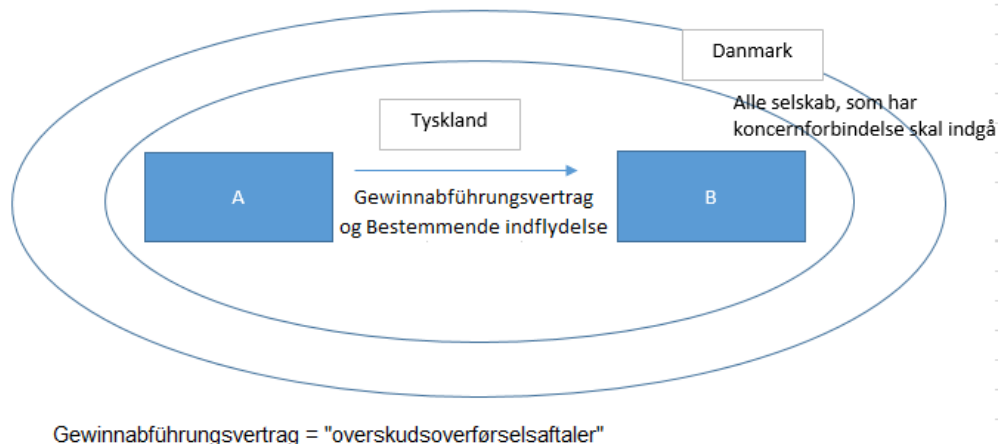 Danmark
Alle selskab, som har
koncernforbindelse skal indgå
Tyskland
A
Gewinnabführungsvertrag
og Bestemmende indflydelse
B
Gewinnabführungsvertrag = "overskudsoverførselsaftaler"